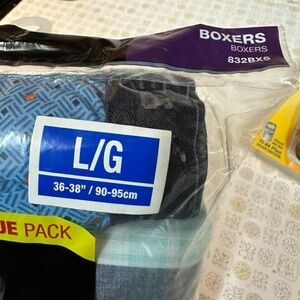 BOXERS
BOXERS
832BX6
L/G
36-38" / 90-95cm
UE PACK